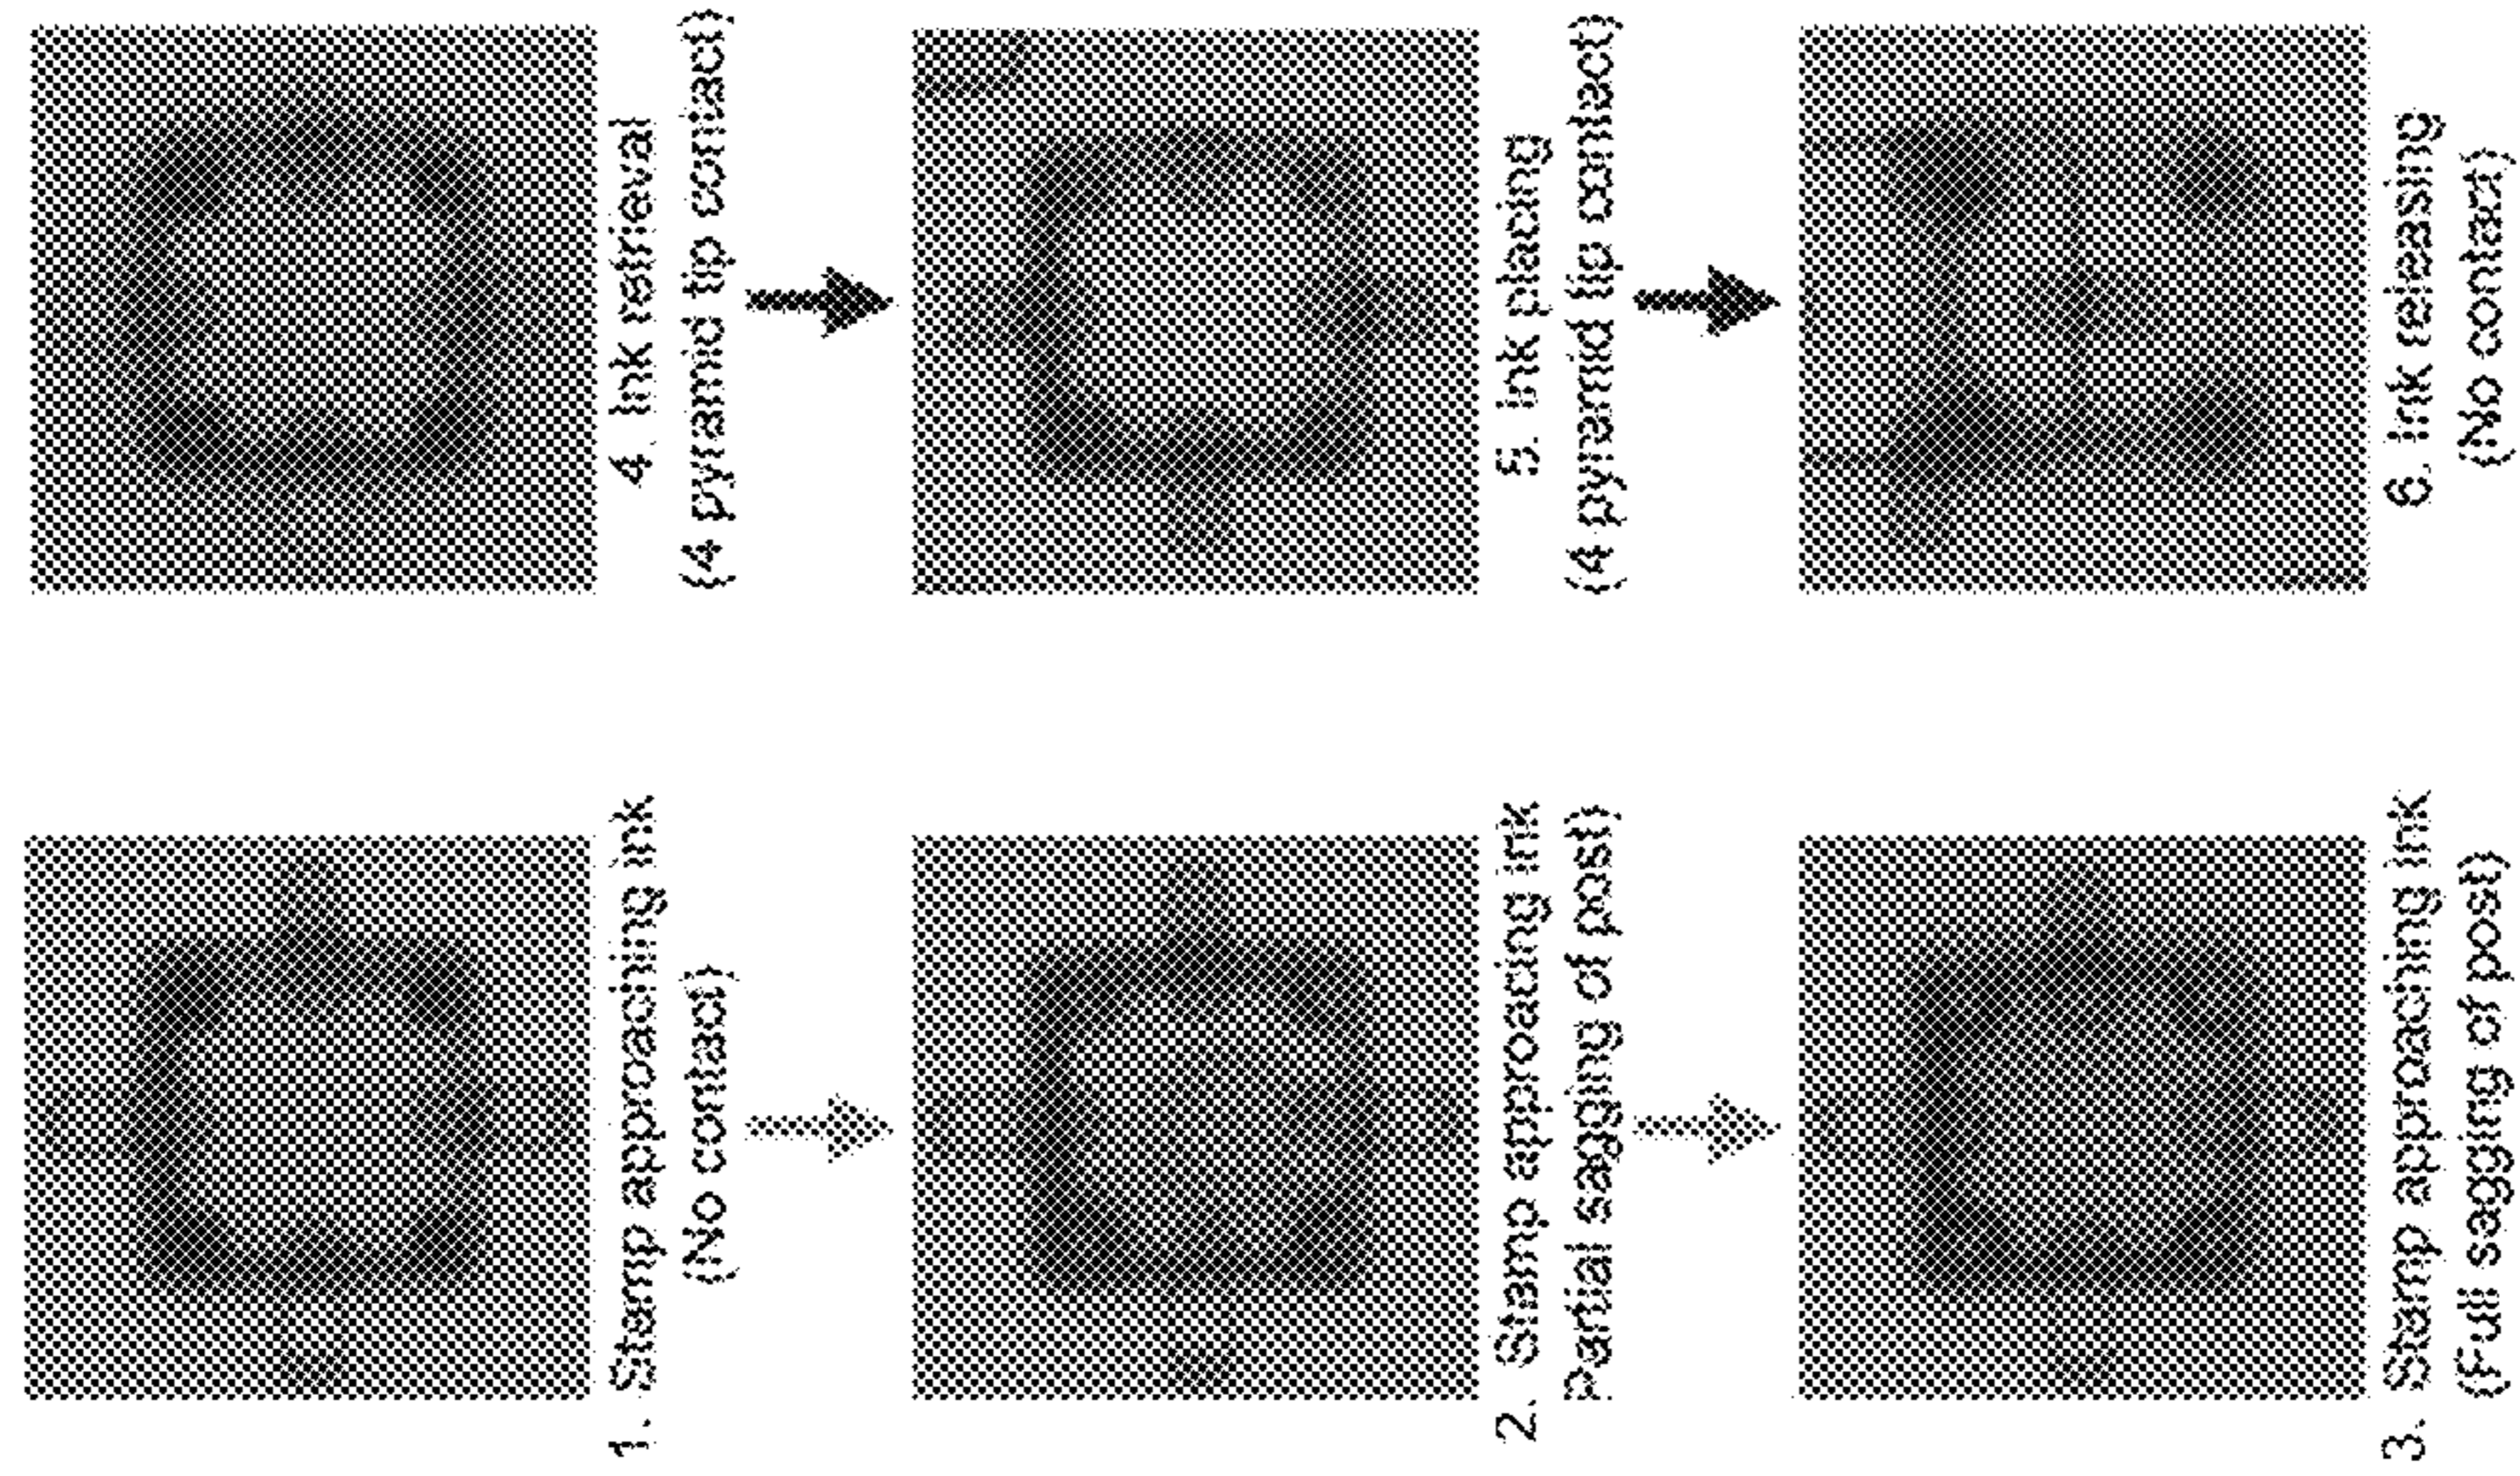 1. Stamp approaching ink
(No contact)
2. Stamp approacing ink
Partial sagging of post)
3. Stamp approaching ink
(Full sagging of post)
4. Ink retrieval
(4 pyramid tip contact)
5. Ink placing
(4 pyramid tip contact)
6. Ink releasing
(No contact)